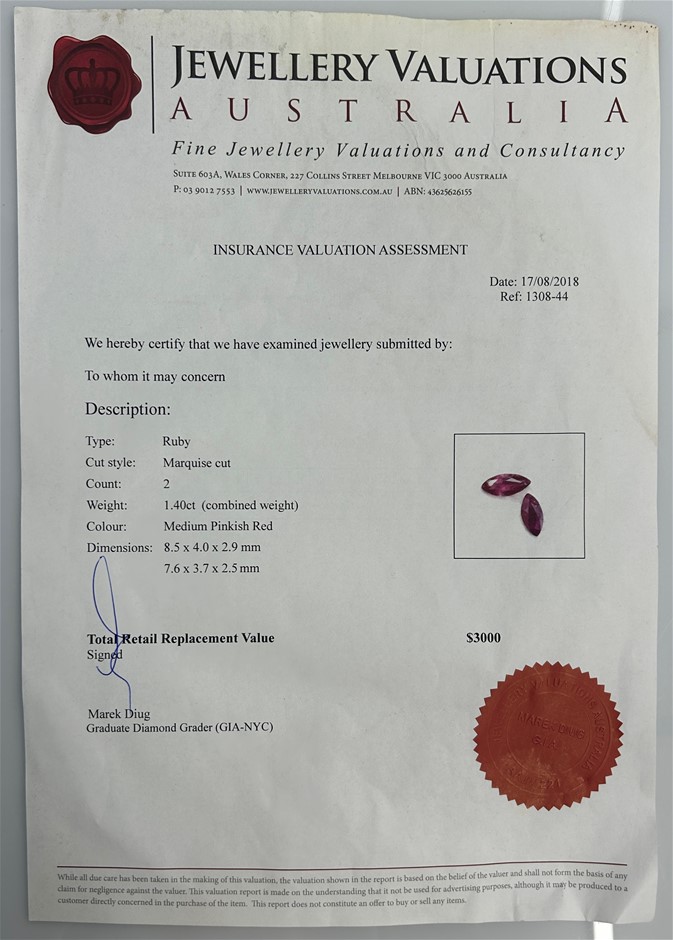 JEWELLERY VALUATIONS
AUSTRALIA
Fine Jewellery Valuations and Consultancy
SUITE 603A, WALES CORNER, 227 COLLINS STREET MELBOURNE VIC 3000 AUSTRALIA
P: 03 9012 7553 | WWW.JEWELLERYVALUATIONS.COM.AU | ABN: 43625626155
INSURANCE VALUATION ASSESSMENT
Date: 17/08/2018
Ref: 1308-44
We hereby certify that we have examined jewellery submitted by:
To whom it may concern
Description:
Type: Ruby
Cut style: Marquise cut
Count: 2
Weight: 1.40ct (combined weight)
Colour: Medium Pinkish Red
Dimensions: 8.5 x 4.0 x 2.9 mm
7.6 x 3.7 x 2.5 mm
Total Retail Replacement Value $3000
Signed
Marek Diug
Graduate Diamond Grader (GIA-NYC)
MAREK DIUG
While all due care has been taken in the making of this valuation, the valuation shown in the report is based on the belief of the valuer and shall not form the basis of any
claim for negligence against the valuer. This valuation report is made on the understanding that it not be used for advertising purposes, although it may be produced to a
customer directly concerned in the purchase of the item. This report does not constitute an offer to buy or sell any items.